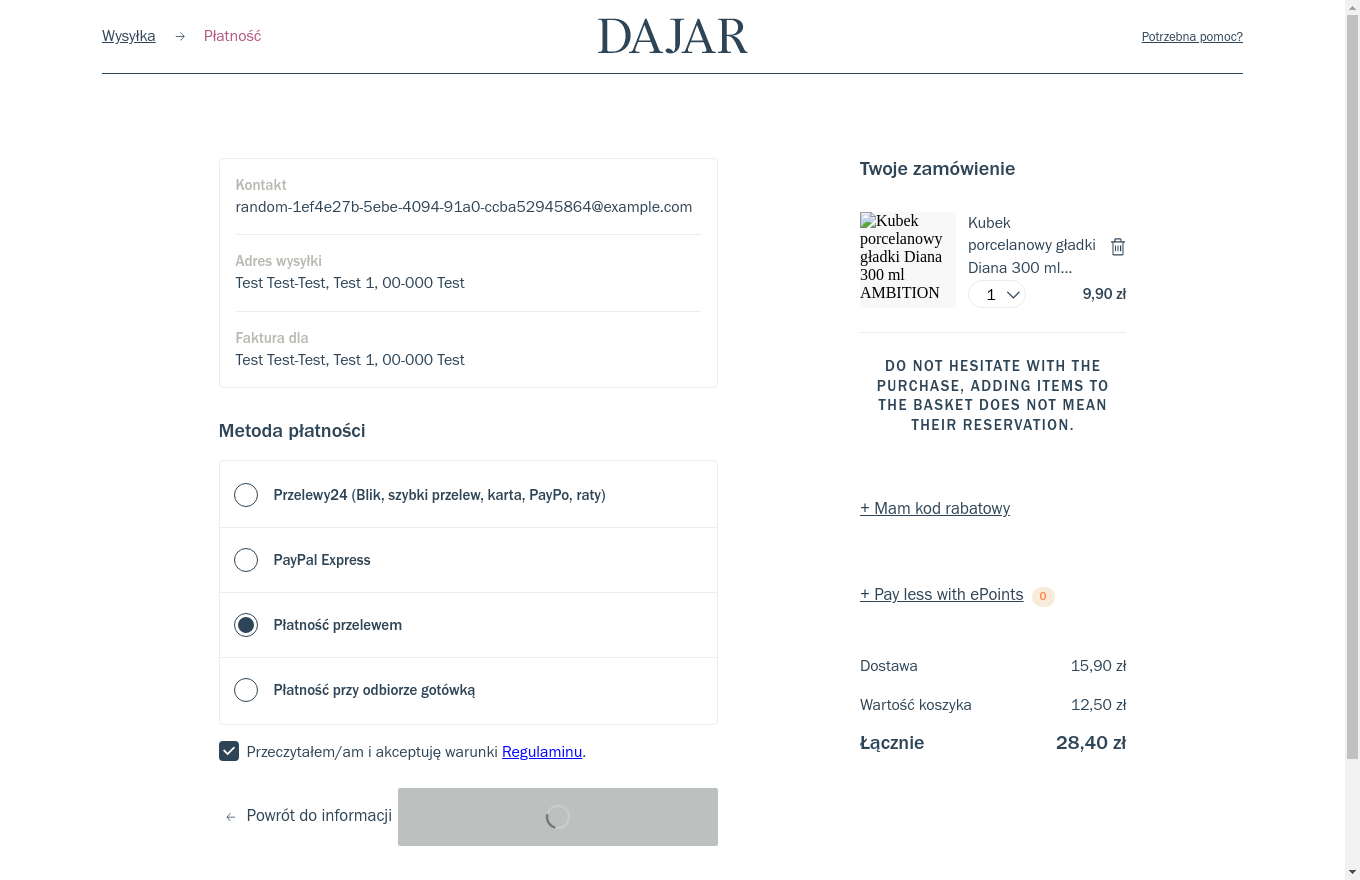 Wysyłka
Płatność
DAJAR
Potrzebna pomoc?
Kontakt
random-1ef4e27b-5ebe-4094-91a0-ccba52945864@example.com
Adres wysyłki
Test Test-Test, Test 1, 00-000 Test
Faktura dla
Test Test-Test, Test 1, 00-000 Test
Metoda płatności
Przelewy24 (Blik, szybki przelew, karta, PayPo, raty)
PayPal Express
Płatność przelewem
Płatność przy odbiorze gotówką
Przeczytałem/am i akceptuję warunki Regulaminu.
Powrót do informacji
Twoje zamówienie
Kubek
porcelanowy
gładki Diana
300 ml
AMBITION
Kubek
porcelanowy gładki
Diana 300 ml...
1
9,90 zł
DO NOT HESITATE WITH THE
PURCHASE, ADDING ITEMS TO
THE BASKET DOES NOT MEAN
THEIR RESERVATION.
+ Mam kod rabatowy
+ Pay less with ePoints 0
Dostawa 15,90 zł
Wartość koszyka 12,50 zł
Łącznie 28,40 zł